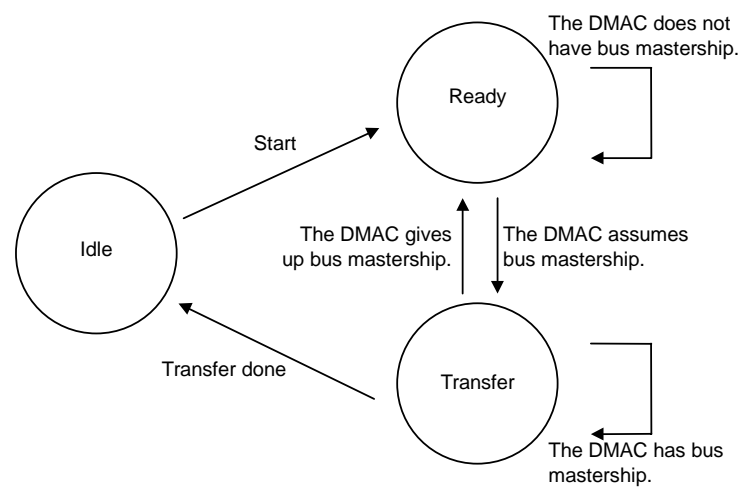 The DMAC does not
have bus mastership.
Ready
Start
Idle
The DMAC gives
up bus mastership.
The DMAC assumes
bus mastership.
Transfer done
Transfer
The DMAC has bus
mastership.